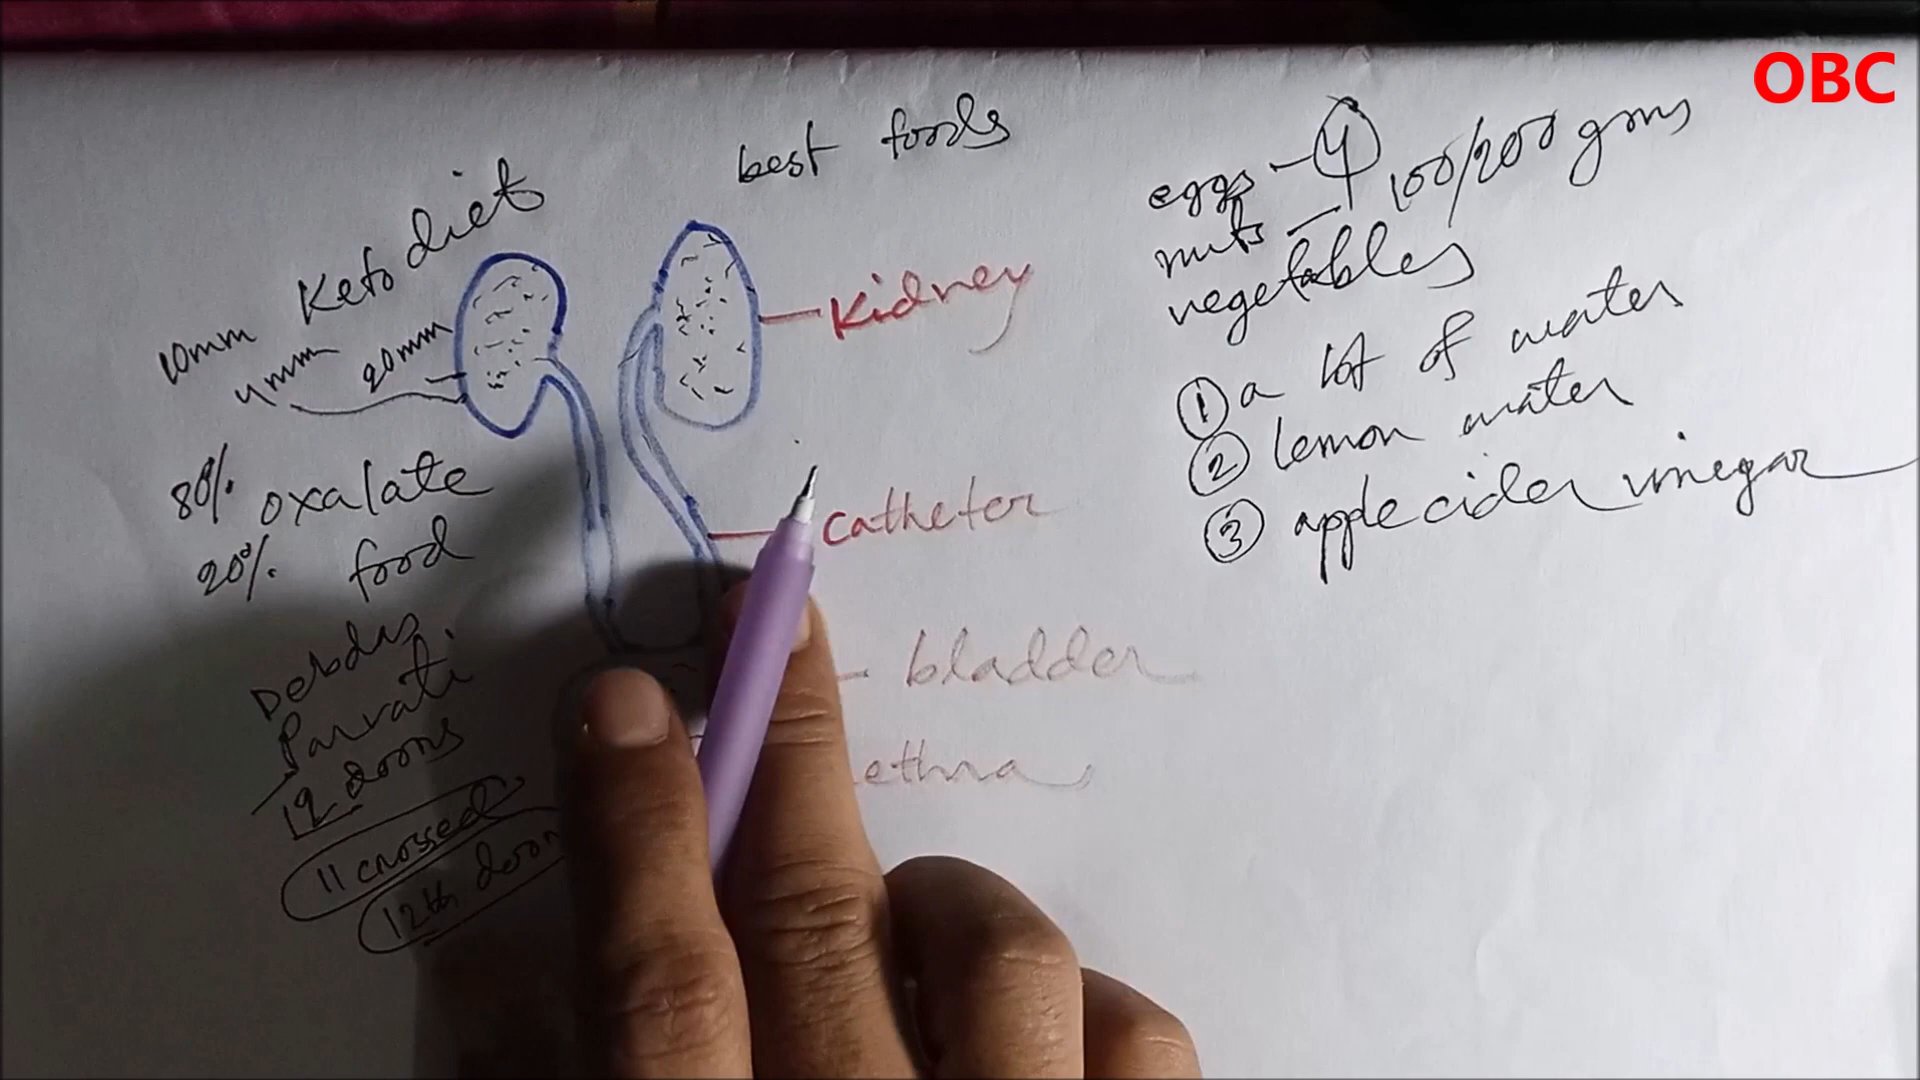 OBC
best foods
Keto diet
10mm
4mm
20mm
80% oxalate
20% food
Debdas
Parvati
12 doors
11 crossed
12th door
Kidney
catheter
bladder
ethra
eggs - 4
nuts - 100/200 gms
vegetables
① a lot of water
② lemon water
③ apple cider vinegar